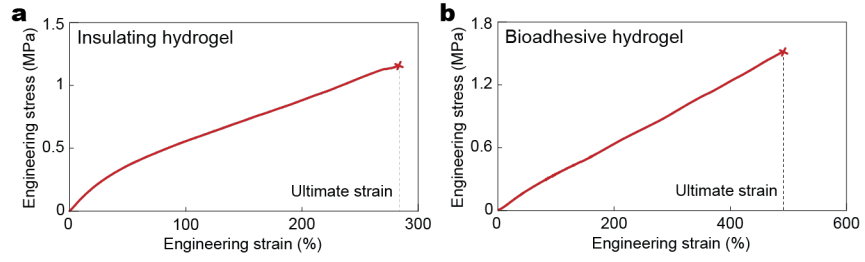 a
Insulating hydrogel
Engineering stress (MPa)
1.5
1
0.5
0
Ultimate strain
0
100
200
300
Engineering strain (%)
b
Bioadhesive hydrogel
Engineering stress (MPa)
1.8
1.2
0.6
0
Ultimate strain
0
200
400
600
Engineering strain (%)